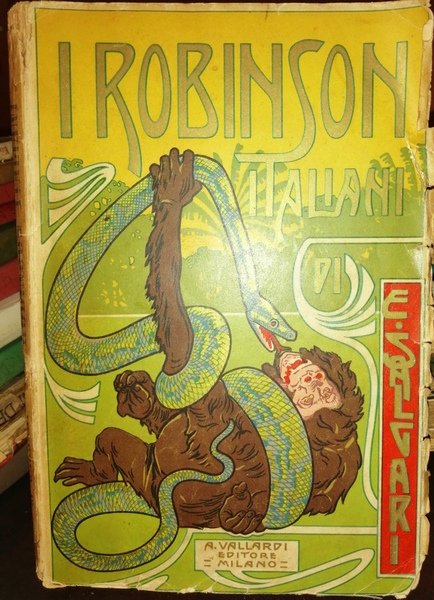 I ROBINSON
ITALIANI
DI
E. SALGARI
A. VALLARDI
EDITORE
MILANO